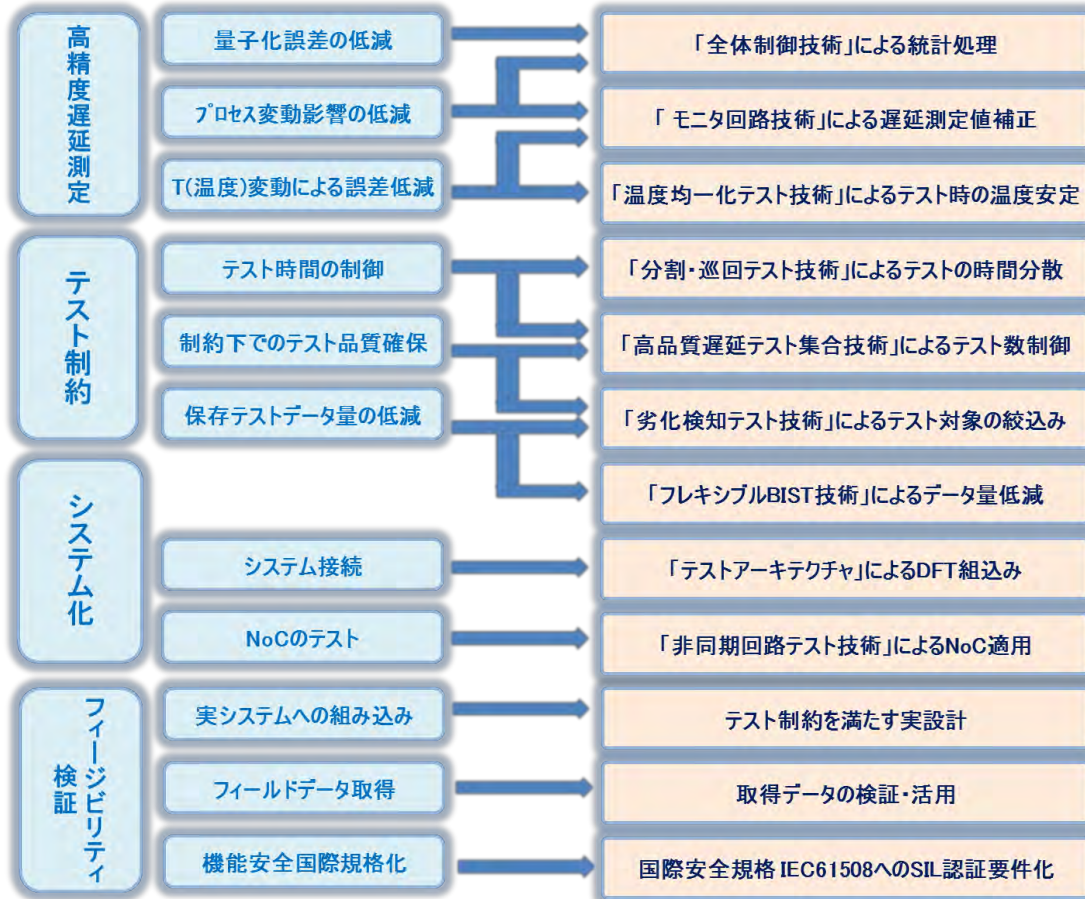 高精度遅延測定
量子化誤差の低減
「全体制御技術」による統計処理
プロセス変動影響の低減
「モニタ回路技術」による遅延測定値補正
T(温度)変動による誤差低減
「温度均一化テスト技術」によるテスト時の温度安定
テスト制約
テスト時間の制御
「分割・巡回テスト技術」によるテストの時間分散
制約下でのテスト品質確保
「高品質遅延テスト集合技術」によるテスト数制御
保存テストデータ量の低減
「劣化検知テスト技術」によるテスト対象の絞込み
「フレキシブルBIST技術」によるデータ量低減
システム化
システム接続
「テストアーキテクチャ」によるDFT組込み
NoCのテスト
「非同期回路テスト技術」によるNoC適用
フィージビリティ
検証
実システムへの組み込み
テスト制約を満たす実設計
フィールドデータ取得
取得データの検証・活用
機能安全国際規格化
国際安全規格 IEC61508へのSIL認証要件化